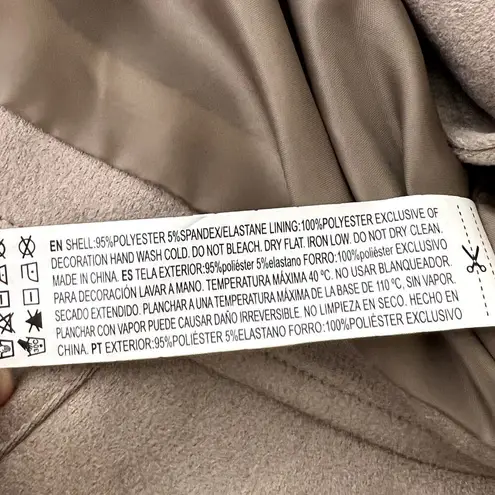 EN SHELL:95%POLYESTER 5%SPANDEX/ELASTANE LINING:100%POLYESTER EXCLUSIVE OF
DECORATION HAND WASH COLD. DO NOT BLEACH. DRY FLAT. IRON LOW. DO NOT DRY CLEAN.
MADE IN CHINA. ES TELA EXTERIOR:95%poliéster 5%elastano FORRO:100%poliéster EXCLUSIVO
PARA DECORACIÓN LAVAR A MANO. TEMPERATURA MÁXIMA 40 °C. NO USAR BLANQUEADOR.
SECADO EXTENDIDO. PLANCHAR A UNA TEMPERATURA MÁXIMA DE LA BASE DE 110 °C, SIN VAPOR.
PLANCHAR CON VAPOR PUEDE CAUSAR DAÑO IRREVERSIBLE. NO LIMPIEZA EN SECO. HECHO EN
CHINA. PT EXTERIOR:95%POLIÉSTER 5%ELASTANO FORRO:100%POLIÉSTER EXCLUSIVO